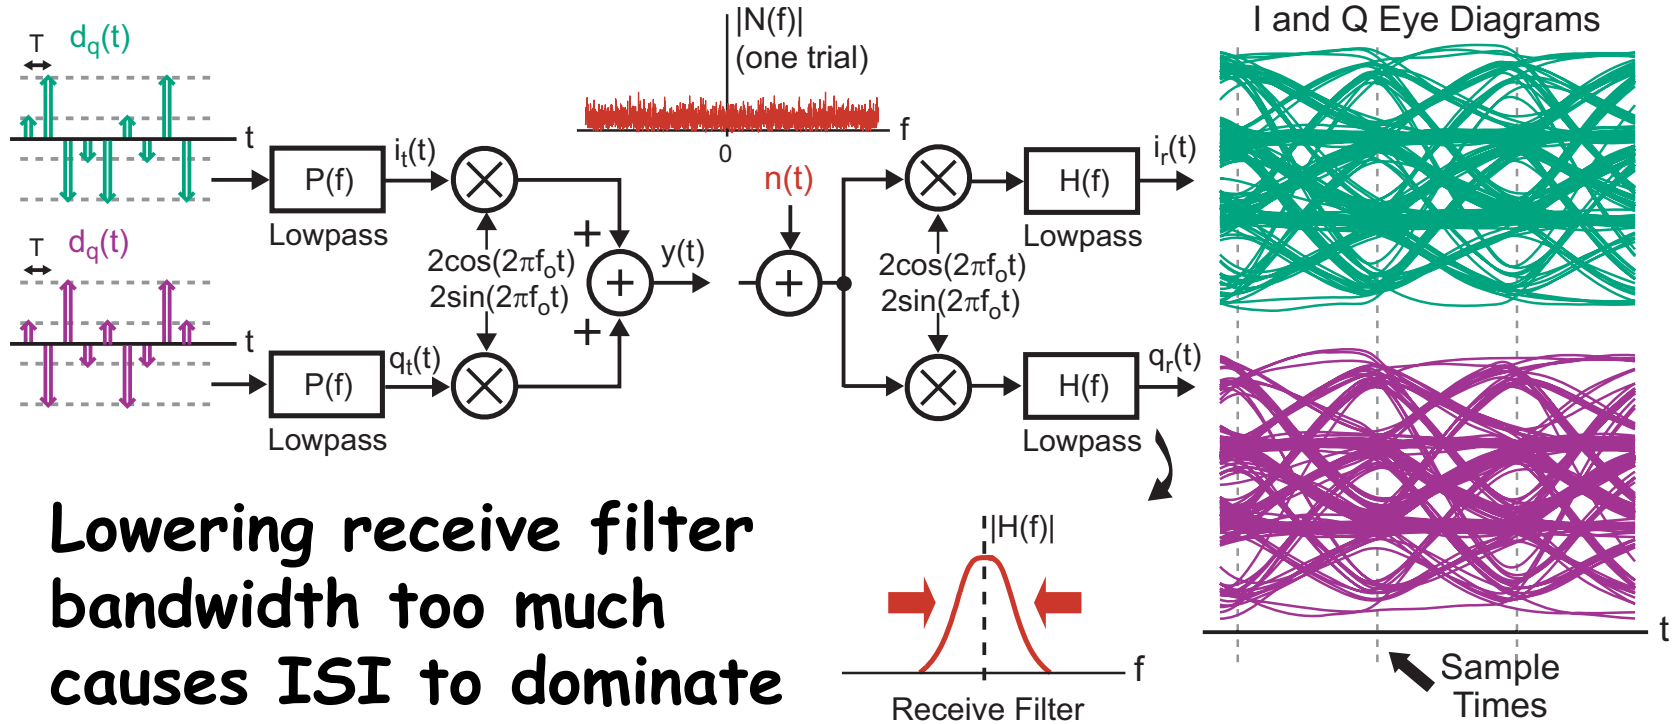 I and Q Eye Diagrams
|N(f)|
(one trial)
f
0
T
dq(t)
t
P(f)
Lowpass
it(t)
2cos(2πfot)
2sin(2πfot)
+
+
+
y(t)
n(t)
+
2cos(2πfot)
2sin(2πfot)
H(f)
Lowpass
ir(t)
T
dq(t)
t
P(f)
Lowpass
qt(t)
H(f)
Lowpass
qr(t)
Lowering receive filter
bandwidth too much
causes ISI to dominate
|H(f)|
f
Receive Filter
t
Sample
Times